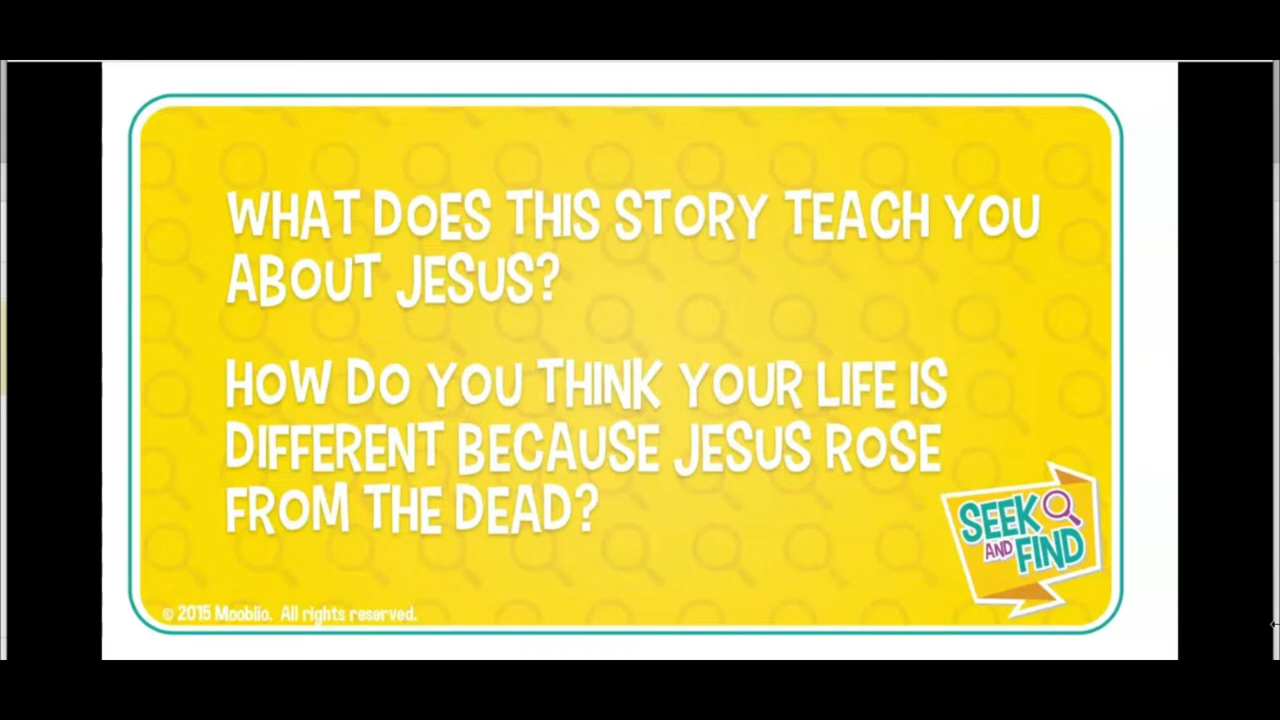 WHAT DOES THIS STORY TEACH YOU
ABOUT JESUS?
HOW DO YOU THINK YOUR LIFE IS
DIFFERENT BECAUSE JESUS ROSE
FROM THE DEAD?
SEEK
AND FIND
© 2015 Mooblio. All rights reserved.